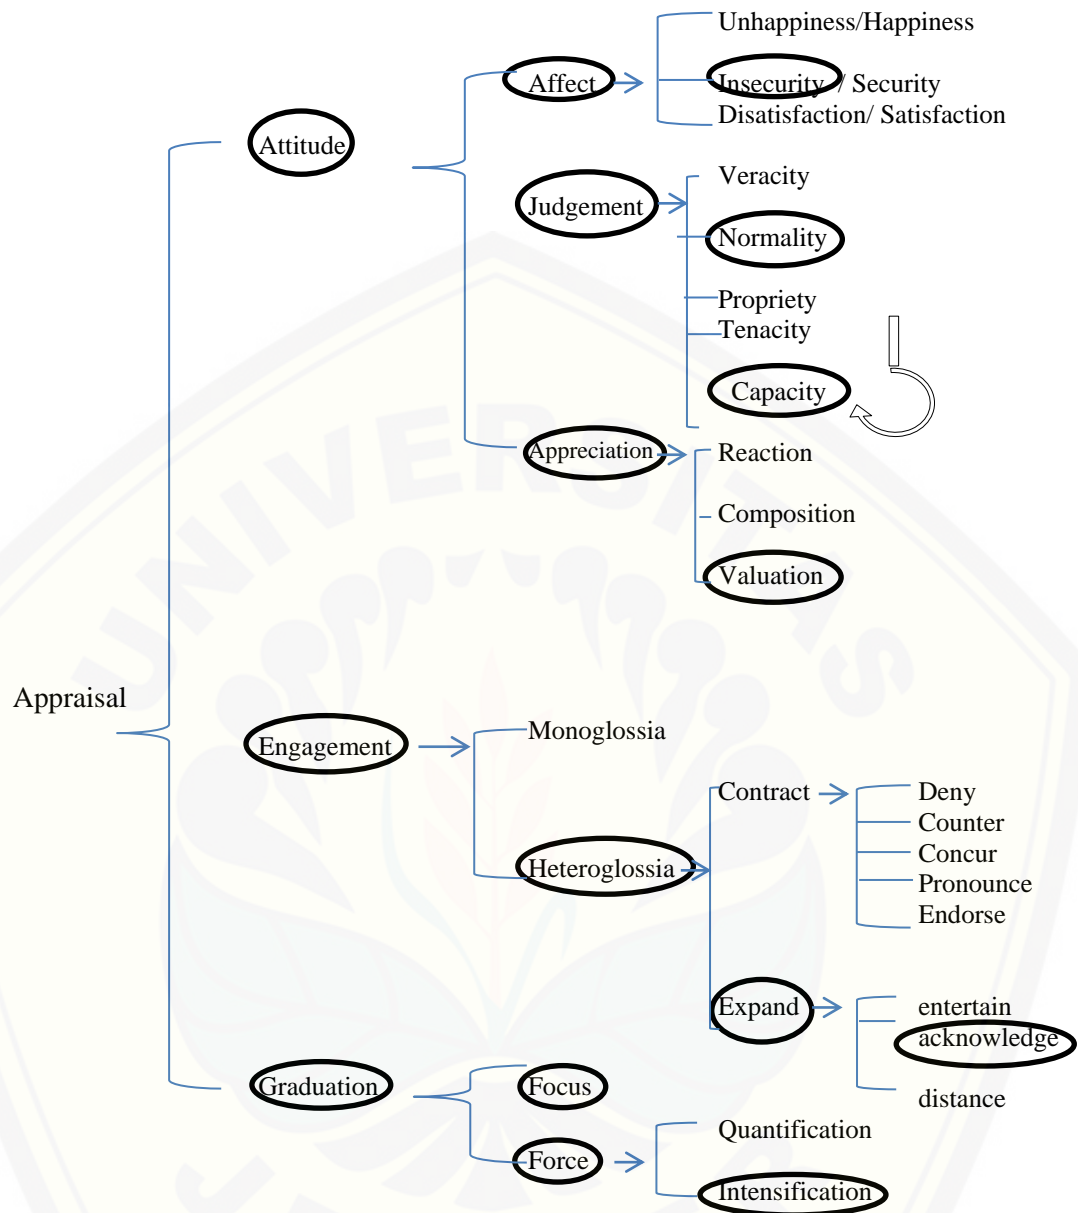 Unhappiness/Happiness
Affect
Insecurity / Security
Disatisfaction/ Satisfaction
Attitude
Veracity
Judgement
Normality
Propriety
Tenacity
Capacity
Appreciation
Reaction
Composition
Valuation
Appraisal
Engagement
Monoglossia
Contract
Deny
Counter
Concur
Pronounce
Endorse
Heteroglossia
Expand
entertain
acknowledge
distance
Graduation
Focus
Force
Quantification
Intensification
UNIVERSITAS